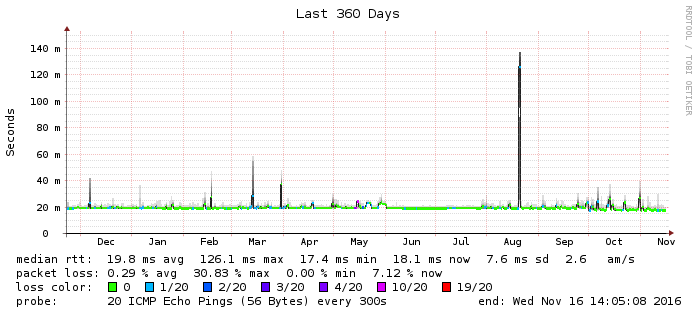 Last 360 Days
RRDTOOL / TOBI OETIKER
Seconds
140 m
120 m
100 m
80 m
60 m
40 m
20 m
0
Dec Jan Feb Mar Apr May Jun Jul Aug Sep Oct Nov
median rtt: 19.8 ms avg 126.1 ms max 17.4 ms min 18.1 ms now 7.6 ms sd 2.6 am/s
packet loss: 0.29 % avg 30.83 % max 0.00 % min 7.12 % now
loss color: 0 1/20 2/20 3/20 4/20 10/20 19/20
probe: 20 ICMP Echo Pings (56 Bytes) every 300s end: Wed Nov 16 14:05:08 2016